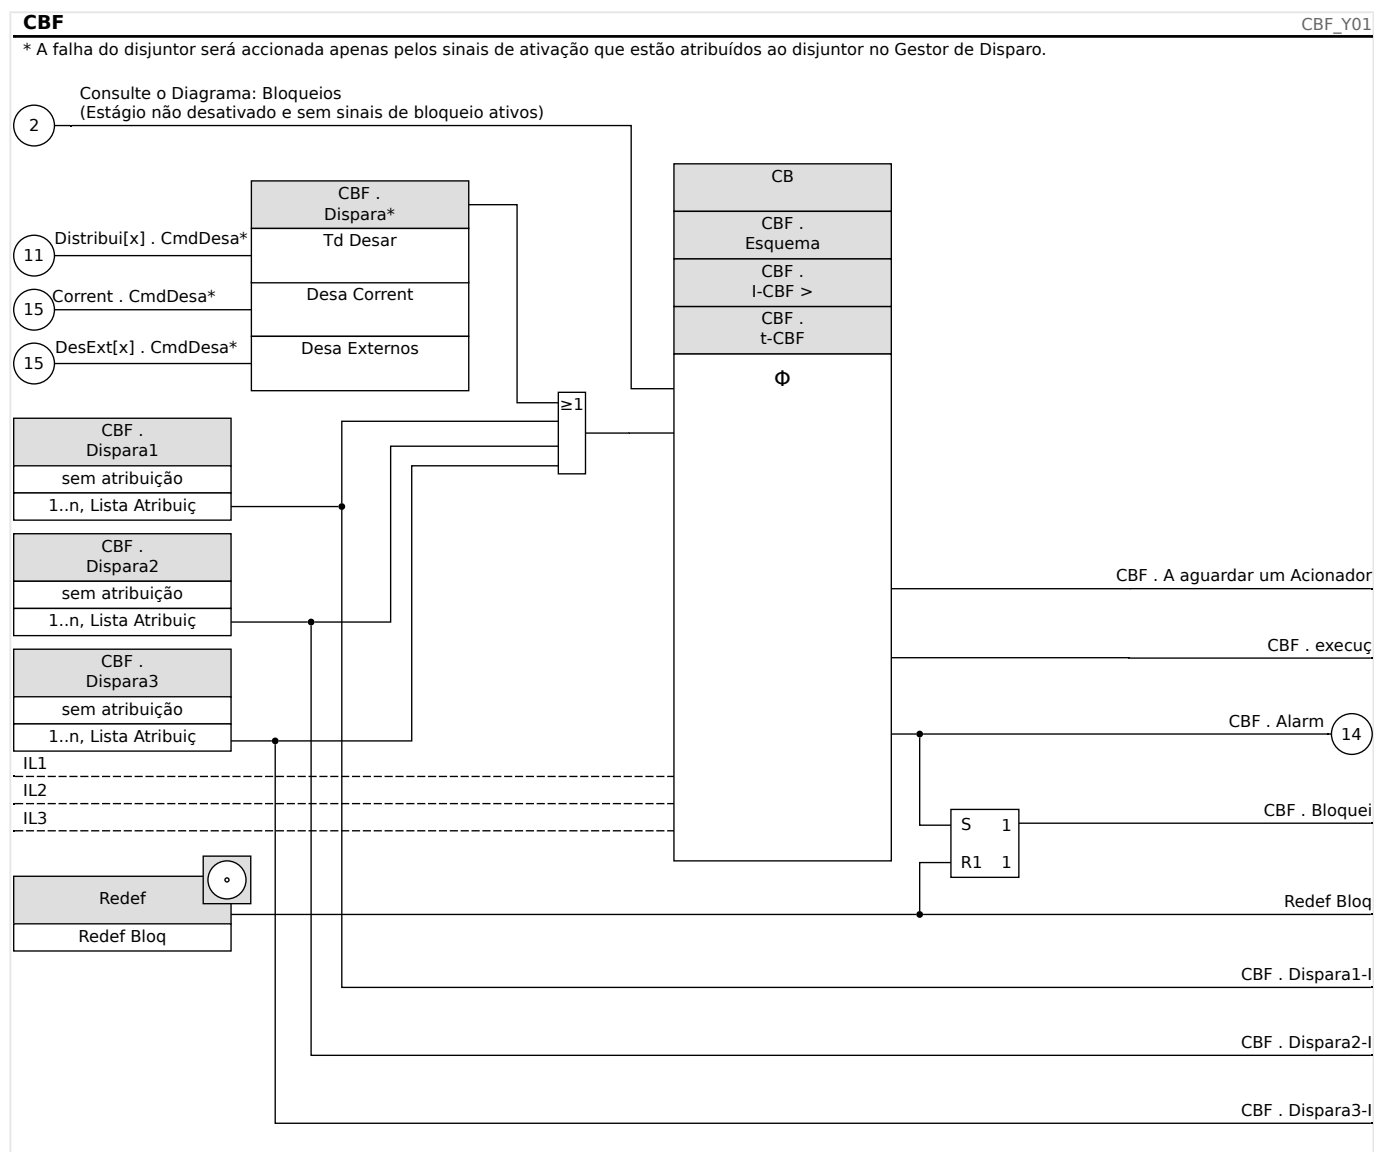 CBF
CBF_Y01
* A falha do disjuntor será accionada apenas pelos sinais de ativação que estão atribuídos ao disjuntor no Gestor de Disparo.
Consulte o Diagrama: Bloqueios
(Estágio não desativado e sem sinais de bloqueio ativos)
2
CB
CBF .
Esquema
CBF .
I-CBF >
CBF .
t-CBF
Φ
CBF .
Dispara*
Td Desar
Desa Corrent
Desa Externos
Distribui[x] . CmdDesa*
11
Corrent . CmdDesa*
15
DesExt[x] . CmdDesa*
15
≥1
CBF .
Dispara1
sem atribuição
1..n, Lista Atribuiç
CBF .
Dispara2
sem atribuição
1..n, Lista Atribuiç
CBF .
Dispara3
sem atribuição
1..n, Lista Atribuiç
IL1
IL2
IL3
CBF . A aguardar um Acionador
CBF . execuç
CBF . Alarm
14
S 1
R1 1
CBF . Bloquei
Redef
Redef Bloq
Redef Bloq
CBF . Dispara1-I
CBF . Dispara2-I
CBF . Dispara3-I